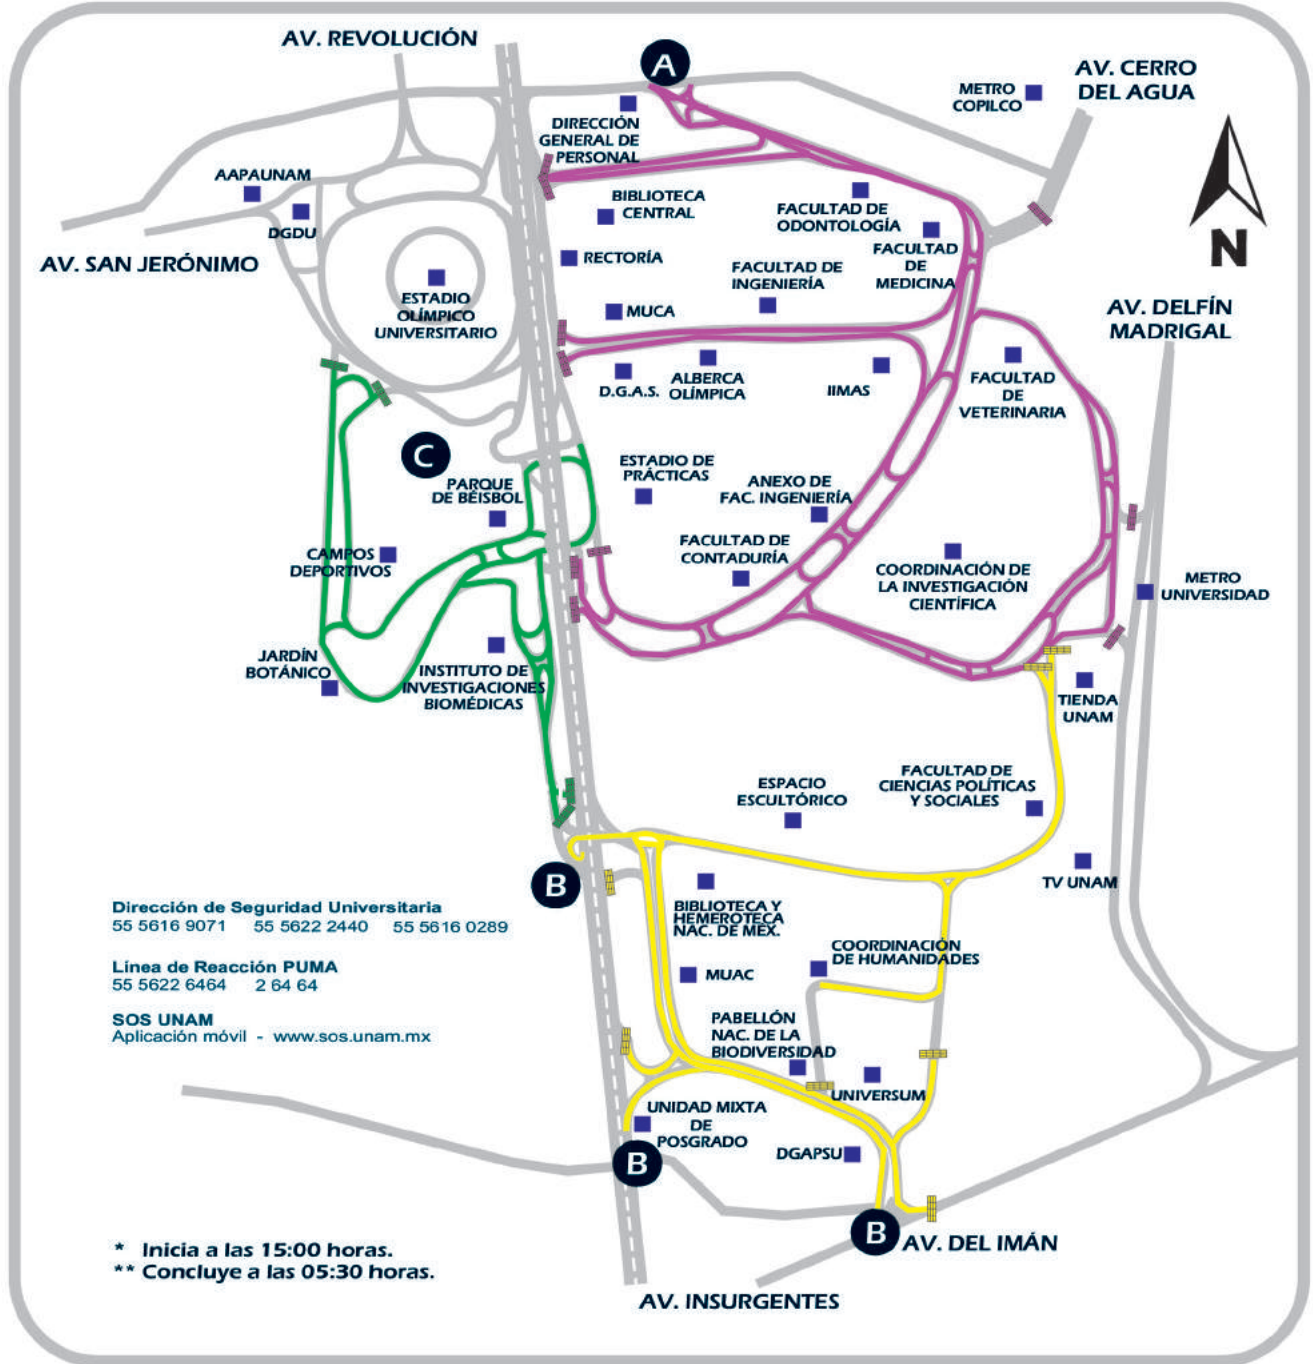 AV. REVOLUCIÓN
A
METRO
COPILCO
AV. CERRO
DEL AGUA
DIRECCIÓN
GENERAL DE
PERSONAL
AAPAUNAM
BIBLIOTECA
CENTRAL
FACULTAD DE
ODONTOLOGÍA
DGDU
FACULTAD
DE
MEDICINA
N
AV. SAN JERÓNIMO
RECTORÍA
FACULTAD DE
INGENIERÍA
ESTADIO
OLÍMPICO
UNIVERSITARIO
MUCA
AV. DELFÍN
MADRIGAL
D.G.A.S.
ALBERCA
OLÍMPICA
IIMAS
FACULTAD
DE
VETERINARIA
C
PARQUE
DE BÉISBOL
ESTADIO DE
PRÁCTICAS
ANEXO DE
FAC. INGENIERÍA
CAMPOS
DEPORTIVOS
FACULTAD DE
CONTADURÍA
COORDINACIÓN DE
LA INVESTIGACIÓN
CIENTÍFICA
METRO
UNIVERSIDAD
JARDÍN
BOTÁNICO
INSTITUTO DE
INVESTIGACIONES
BIOMÉDICAS
TIENDA
UNAM
ESPACIO
ESCULTÓRICO
FACULTAD DE
CIENCIAS POLÍTICAS
Y SOCIALES
B
TV UNAM
BIBLIOTECA Y
HEMEROTECA
NAC. DE MÉX.
Dirección de Seguridad Universitaria
55 5616 9071 55 5622 2440 55 5616 0289
COORDINACIÓN
DE HUMANIDADES
Línea de Reacción PUMA
55 5622 6464 2 64 64
MUAC
SOS UNAM
Aplicación móvil - www.sos.unam.mx
PABELLÓN
NAC. DE LA
BIODIVERSIDAD
UNIVERSUM
UNIDAD MIXTA
DE
POSGRADO
DGAPSU
B
B
AV. DEL IMÁN
* Inicia a las 15:00 horas.
** Concluye a las 05:30 horas.
AV. INSURGENTES